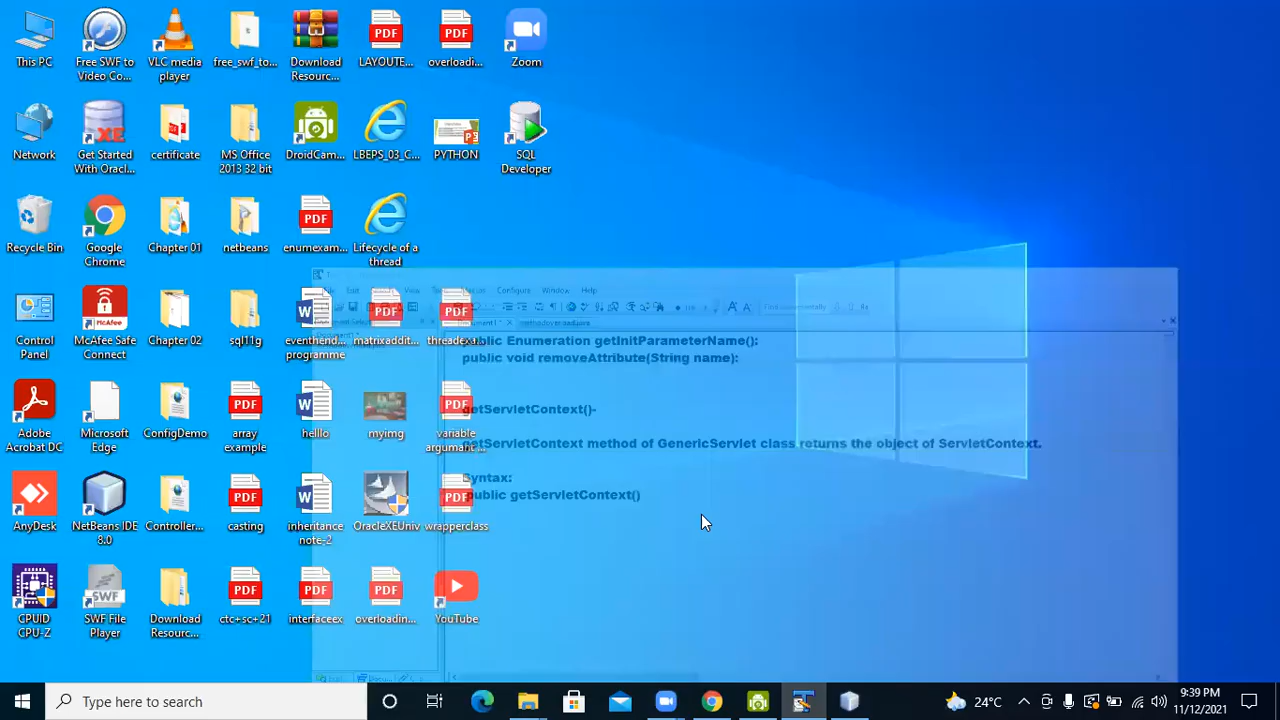 This PC
Free SWF to
Video Co...
VLC media
player
free_swf_to...
Download
Resourc...
LAYOUTE...
overloadi...
Zoom
Network
Get Started
With Oracl...
certificate
MS Office
2013 32 bit
DroidCam...
LBEPS_03_C...
PYTHON
SQL
Developer
Recycle Bin
Google
Chrome
Chapter 01
netbeans
enumexam...
Lifecycle of a
thread
Control
Panel
McAfee Safe
Connect
Chapter 02
sql11g
eventhend...
programme
matrixaddit...
threadexa...
Adobe
Acrobat DC
Microsoft
Edge
ConfigDemo
array
example
helllo
myimg
variable
argumant ...
AnyDesk
NetBeans IDE
8.0
Controller...
casting
inheritance
note-2
OracleXEUniv
wrapperclass
CPUID
CPU-Z
SWF File
Player
Download
Resourc...
ctc+sc+21
interfaceex
overloadin...
YouTube
Configure
Window
Help
public Enumeration getInitParameterName():
public void removeAttribute(String name):
getServletContext()-
getServletContext method of GenericServlet class returns the object of ServletContext.
Syntax:
public getServletContext()
Type here to search
24°C
9:39 PM
11/12/2021